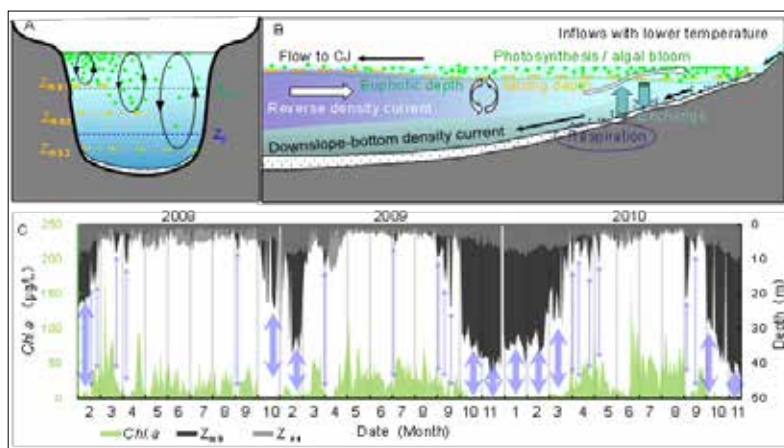 A
B
Inflows with lower temperature
Flow to CJ
Photosynthesis / algal bloom
Euphotic depth
Mixing depth
Reverse density current
Exchange
Downslope-bottom density current
Respiration
C
2008 2009 2010
250 0
200 10
150 20
100 30
50 40
0 50
Chl.a (µg/L)
Depth (m)
2 3 4 5 6 7 8 9 10 2 3 4 5 6 7 8 9 10 11 1 2 3 4 5 6 7 8 9 10 11
Date (Month)
Chl.a